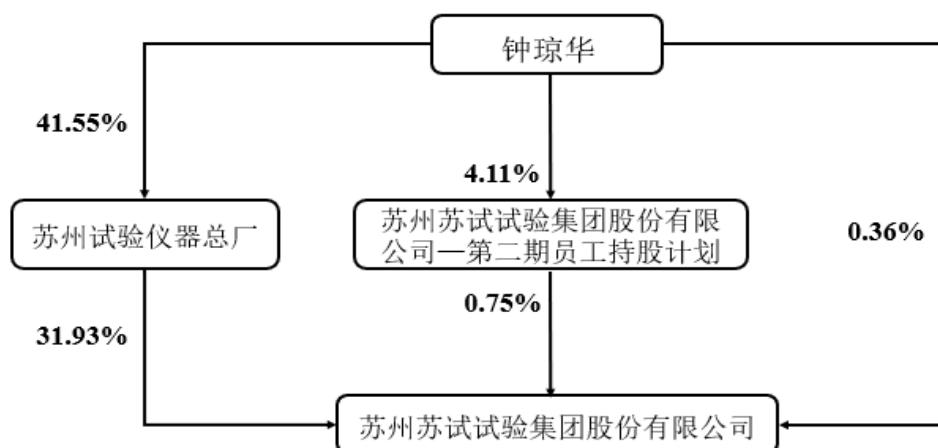 钟琼华
41.55%
4.11%
苏州试验仪器总厂
苏州苏试试验集团股份有限
公司—第二期员工持股计划
0.36%
31.93%
0.75%
苏州苏试试验集团股份有限公司